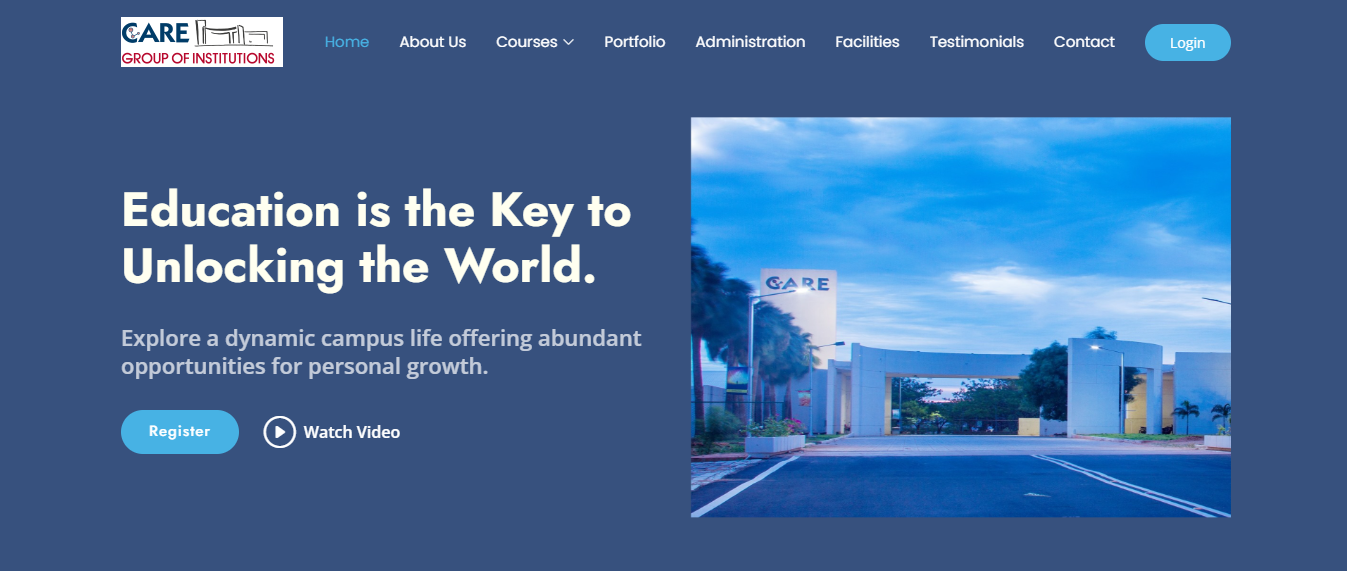 CARE
GROUP OF INSTITUTIONS
Home About Us Courses Portfolio Administration Facilities Testimonials Contact Login
Education is the Key to
Unlocking the World.
Explore a dynamic campus life offering abundant
opportunities for personal growth.
Register Watch Video
CARE